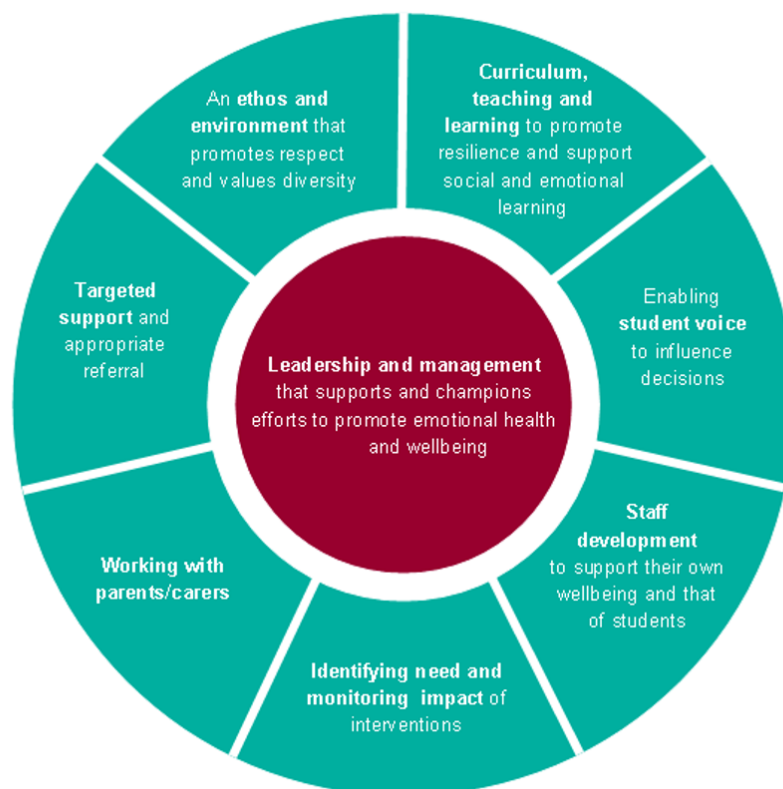 Curriculum,
teaching and
learning to promote
resilience and support
social and emotional
learning
Enabling
student voice
to influence
decisions
Staff
development
to support their own
wellbeing and that
of students
Identifying need and
monitoring impact of
interventions
Working with
parents/carers
Targeted
support and
appropriate
referral
An ethos and
environment that
promotes respect
and values diversity
Leadership and management
that supports and champions
efforts to promote emotional health
and wellbeing